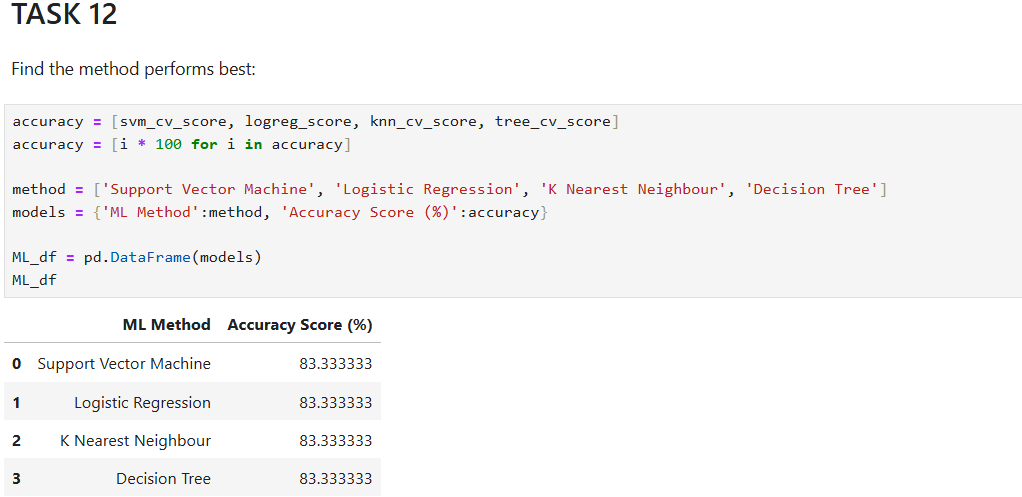 TASK 12
Find the method performs best:
accuracy = [svm_cv_score, logreg_score, knn_cv_score, tree_cv_score]
accuracy = [i * 100 for i in accuracy]
method = ['Support Vector Machine', 'Logistic Regression', 'K Nearest Neighbour', 'Decision Tree']
models = {'ML Method':method, 'Accuracy Score (%)':accuracy}
ML_df = pd.DataFrame(models)
ML_df
ML Method Accuracy Score (%)
0 Support Vector Machine 83.333333
1 Logistic Regression 83.333333
2 K Nearest Neighbour 83.333333
3 Decision Tree 83.333333